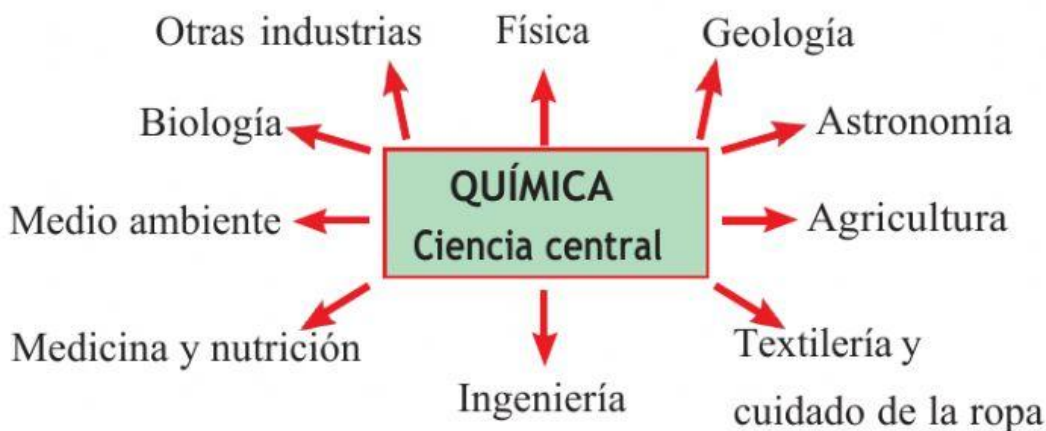 Otras industrias
Física
Geología
Biología
Astronomía
QUÍMICA
Ciencia central
Medio ambiente
Agricultura
Medicina y nutrición
Ingeniería
Textilería y
cuidado de la ropa